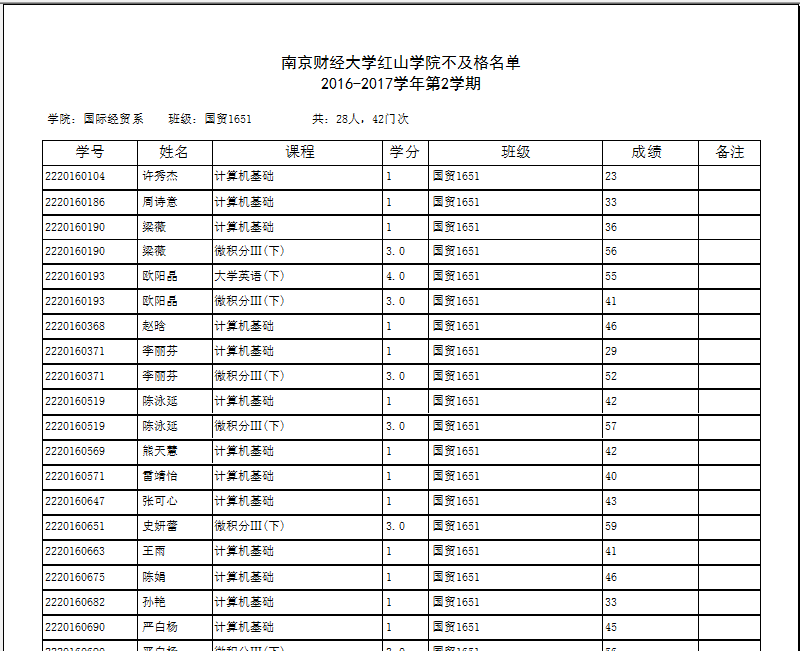 南京财经大学红山学院不及格名单
2016-2017学年第2学期
学院: 国际经贸系 班级: 国贸1651 共: 28人, 42门次
学号 姓名 课程 学分 班级 成绩 备注
2220160104 许秀杰 计算机基础 1 国贸1651 23
2220160186 周诗意 计算机基础 1 国贸1651 33
2220160190 梁薇 计算机基础 1 国贸1651 36
2220160190 梁薇 微积分III(下) 3.0 国贸1651 56
2220160193 欧阳晶 大学英语(下) 4.0 国贸1651 55
2220160193 欧阳晶 微积分III(下) 3.0 国贸1651 41
2220160368 赵晗 计算机基础 1 国贸1651 46
2220160371 李丽芬 计算机基础 1 国贸1651 29
2220160371 李丽芬 微积分III(下) 3.0 国贸1651 52
2220160519 陈泳延 计算机基础 1 国贸1651 42
2220160519 陈泳延 微积分III(下) 3.0 国贸1651 57
2220160569 熊天慧 计算机基础 1 国贸1651 42
2220160571 雷靖怡 计算机基础 1 国贸1651 40
2220160647 张可心 计算机基础 1 国贸1651 43
2220160651 史妍蕾 微积分III(下) 3.0 国贸1651 59
2220160663 王雨 计算机基础 1 国贸1651 41
2220160675 陈娟 计算机基础 1 国贸1651 46
2220160682 孙艳 计算机基础 1 国贸1651 33
2220160690 严白杨 计算机基础 1 国贸1651 45